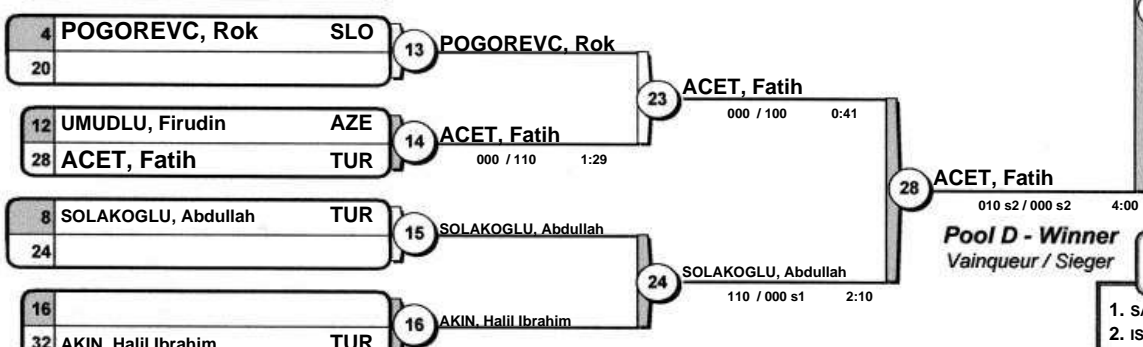 4 POGOREVC, Rok SLO
20
13 POGOREVC, Rok
12 UMUDLU, Firudin AZE
28 ACET, Fatih TUR
14 ACET, Fatih
000 / 110 1:29
23 ACET, Fatih
000 / 100 0:41
8 SOLAKOGLU, Abdullah TUR
24
15 SOLAKOGLU, Abdullah
16
32 AKIN, Halil Ibrahim TUR
16 AKIN, Halil Ibrahim
24 SOLAKOGLU, Abdullah
110 / 000 s1 2:10
28 ACET, Fatih
010 s2 / 000 s2 4:00
Pool D - Winner
Vainqueur / Sieger
1.
2.